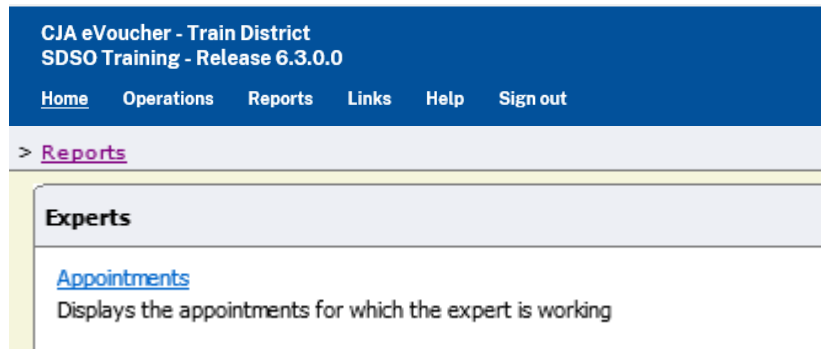 CJA eVoucher - Train District
SDSO Training - Release 6.3.0.0
Home Operations Reports Links Help Sign out
> Reports
Experts
Appointments
Displays the appointments for which the expert is working